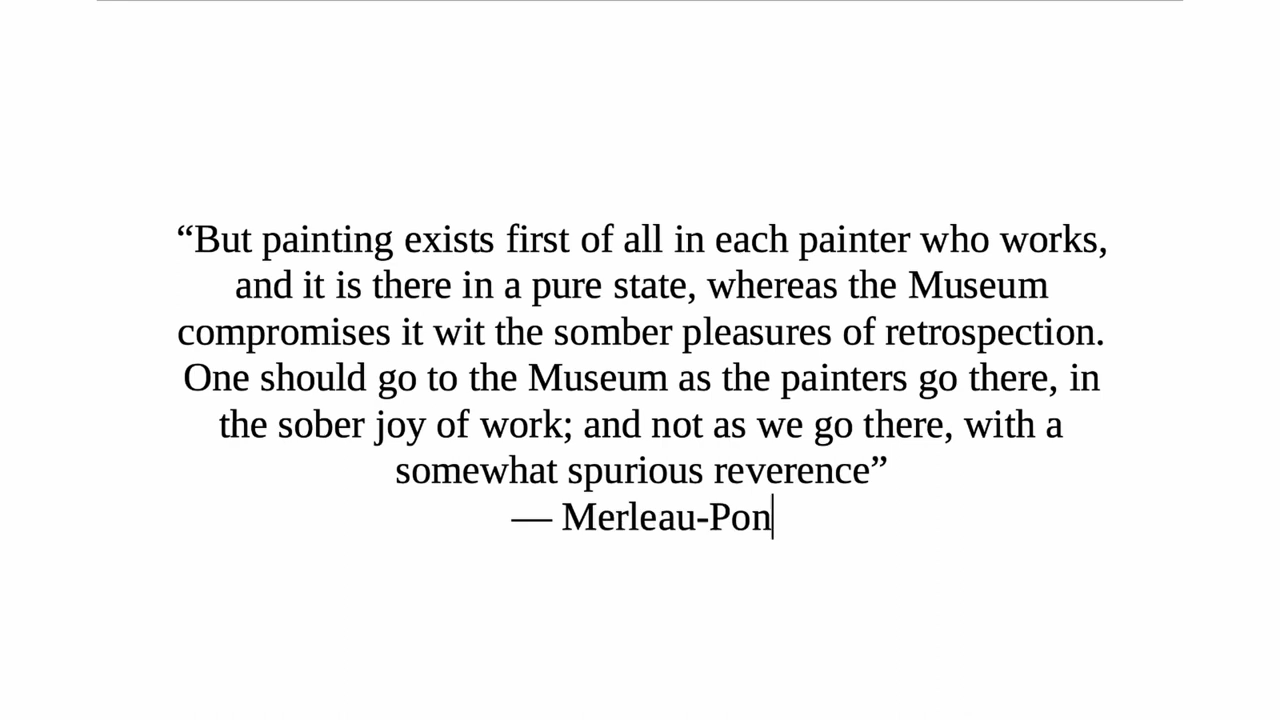 “But painting exists first of all in each painter who works,
and it is there in a pure state, whereas the Museum
compromises it wit the somber pleasures of retrospection.
One should go to the Museum as the painters go there, in
the sober joy of work; and not as we go there, with a
somewhat spurious reverence”
— Merleau-Pon